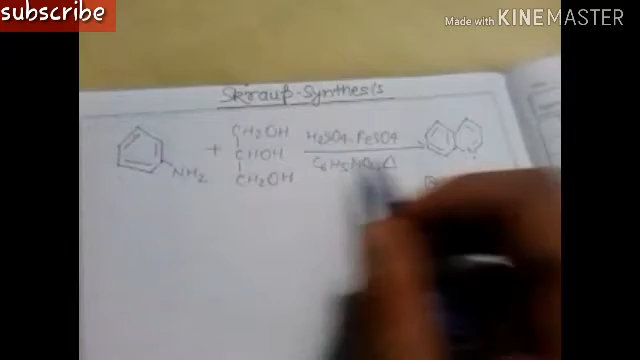 subscribe
Made with KINEMASTER
Skraup-Synthesis
CH2OH
H2SO4.FeSO4
+ CHOH
NH2
CH2OH